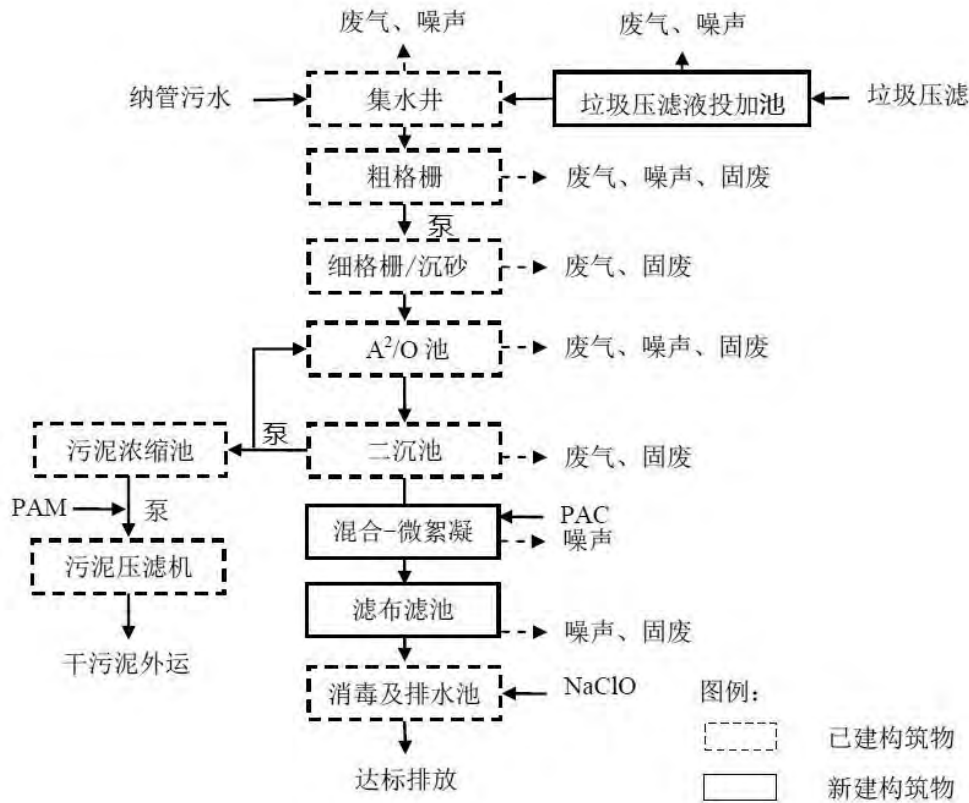 废气、噪声
废气、噪声
纳管污水
集水井
垃圾压滤液投加池
垃圾压滤
粗格栅
废气、噪声、固废
泵
细格栅/沉砂
废气、固废
A²/O 池
废气、噪声、固废
污泥浓缩池
泵
二沉池
废气、固废
PAM
泵
混合-微絮凝
PAC
噪声
污泥压滤机
滤布滤池
噪声、固废
干污泥外运
消毒及排水池
NaClO
图例：
已建构筑物
达标排放
新建构筑物